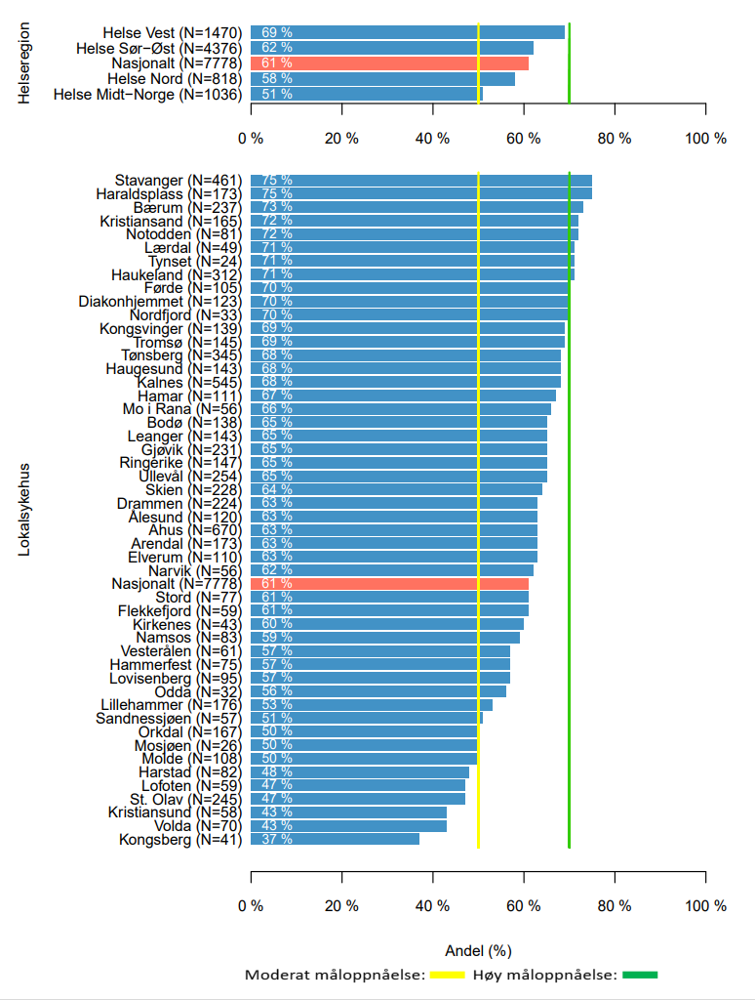 Helseregion
Helse Vest (N=1470) 69 %
Helse Sør−Øst (N=4376) 62 %
Nasjonalt (N=7778) 61 %
Helse Nord (N=818) 58 %
Helse Midt−Norge (N=1036) 51 %
0 % 20 % 40 % 60 % 80 % 100 %
Lokalsykehus
Stavanger (N=461) 75 %
Haraldsplass (N=173) 75 %
Bærum (N=237) 73 %
Kristiansand (N=165) 72 %
Notodden (N=81) 72 %
Lærdal (N=49) 71 %
Tynset (N=24) 71 %
Haukeland (N=312) 71 %
Førde (N=105) 70 %
Diakonhjemmet (N=123) 70 %
Nordfjord (N=33) 70 %
Kongsvinger (N=139) 69 %
Tromsø (N=145) 69 %
Tønsberg (N=345) 68 %
Haugesund (N=143) 68 %
Kalnes (N=545) 68 %
Hamar (N=111) 67 %
Mo i Rana (N=56) 66 %
Bodø (N=138) 65 %
Leanger (N=143) 65 %
Gjøvik (N=231) 65 %
Ringerike (N=147) 65 %
Ullevål (N=254) 65 %
Skien (N=228) 64 %
Drammen (N=224) 63 %
Ålesund (N=120) 63 %
Ahus (N=670) 63 %
Arendal (N=173) 63 %
Elverum (N=110) 63 %
Narvik (N=56) 62 %
Nasjonalt (N=7778) 61 %
Stord (N=77) 61 %
Flekkefjord (N=59) 61 %
Kirkenes (N=43) 60 %
Namsos (N=83) 59 %
Vesterålen (N=61) 57 %
Hammerfest (N=75) 57 %
Lovisenberg (N=95) 57 %
Odda (N=32) 56 %
Lillehammer (N=176) 53 %
Sandnessjøen (N=57) 51 %
Orkdal (N=167) 50 %
Mosjøen (N=26) 50 %
Molde (N=108) 50 %
Harstad (N=82) 48 %
Lofoten (N=59) 47 %
St. Olav (N=245) 47 %
Kristiansund (N=58) 43 %
Volda (N=70) 43 %
Kongsberg (N=41) 37 %
0 % 20 % 40 % 60 % 80 % 100 %
Andel (%)
Moderat måloppnåelse: Høy måloppnåelse: